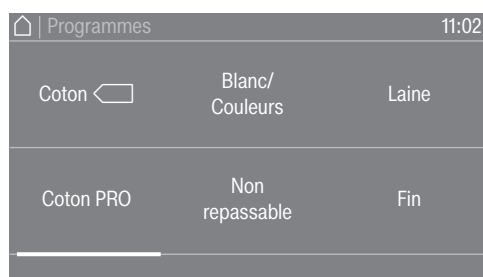 | Programmes 11:02
Coton Blanc/ Couleurs Laine
Coton PRO Non repassable Fin